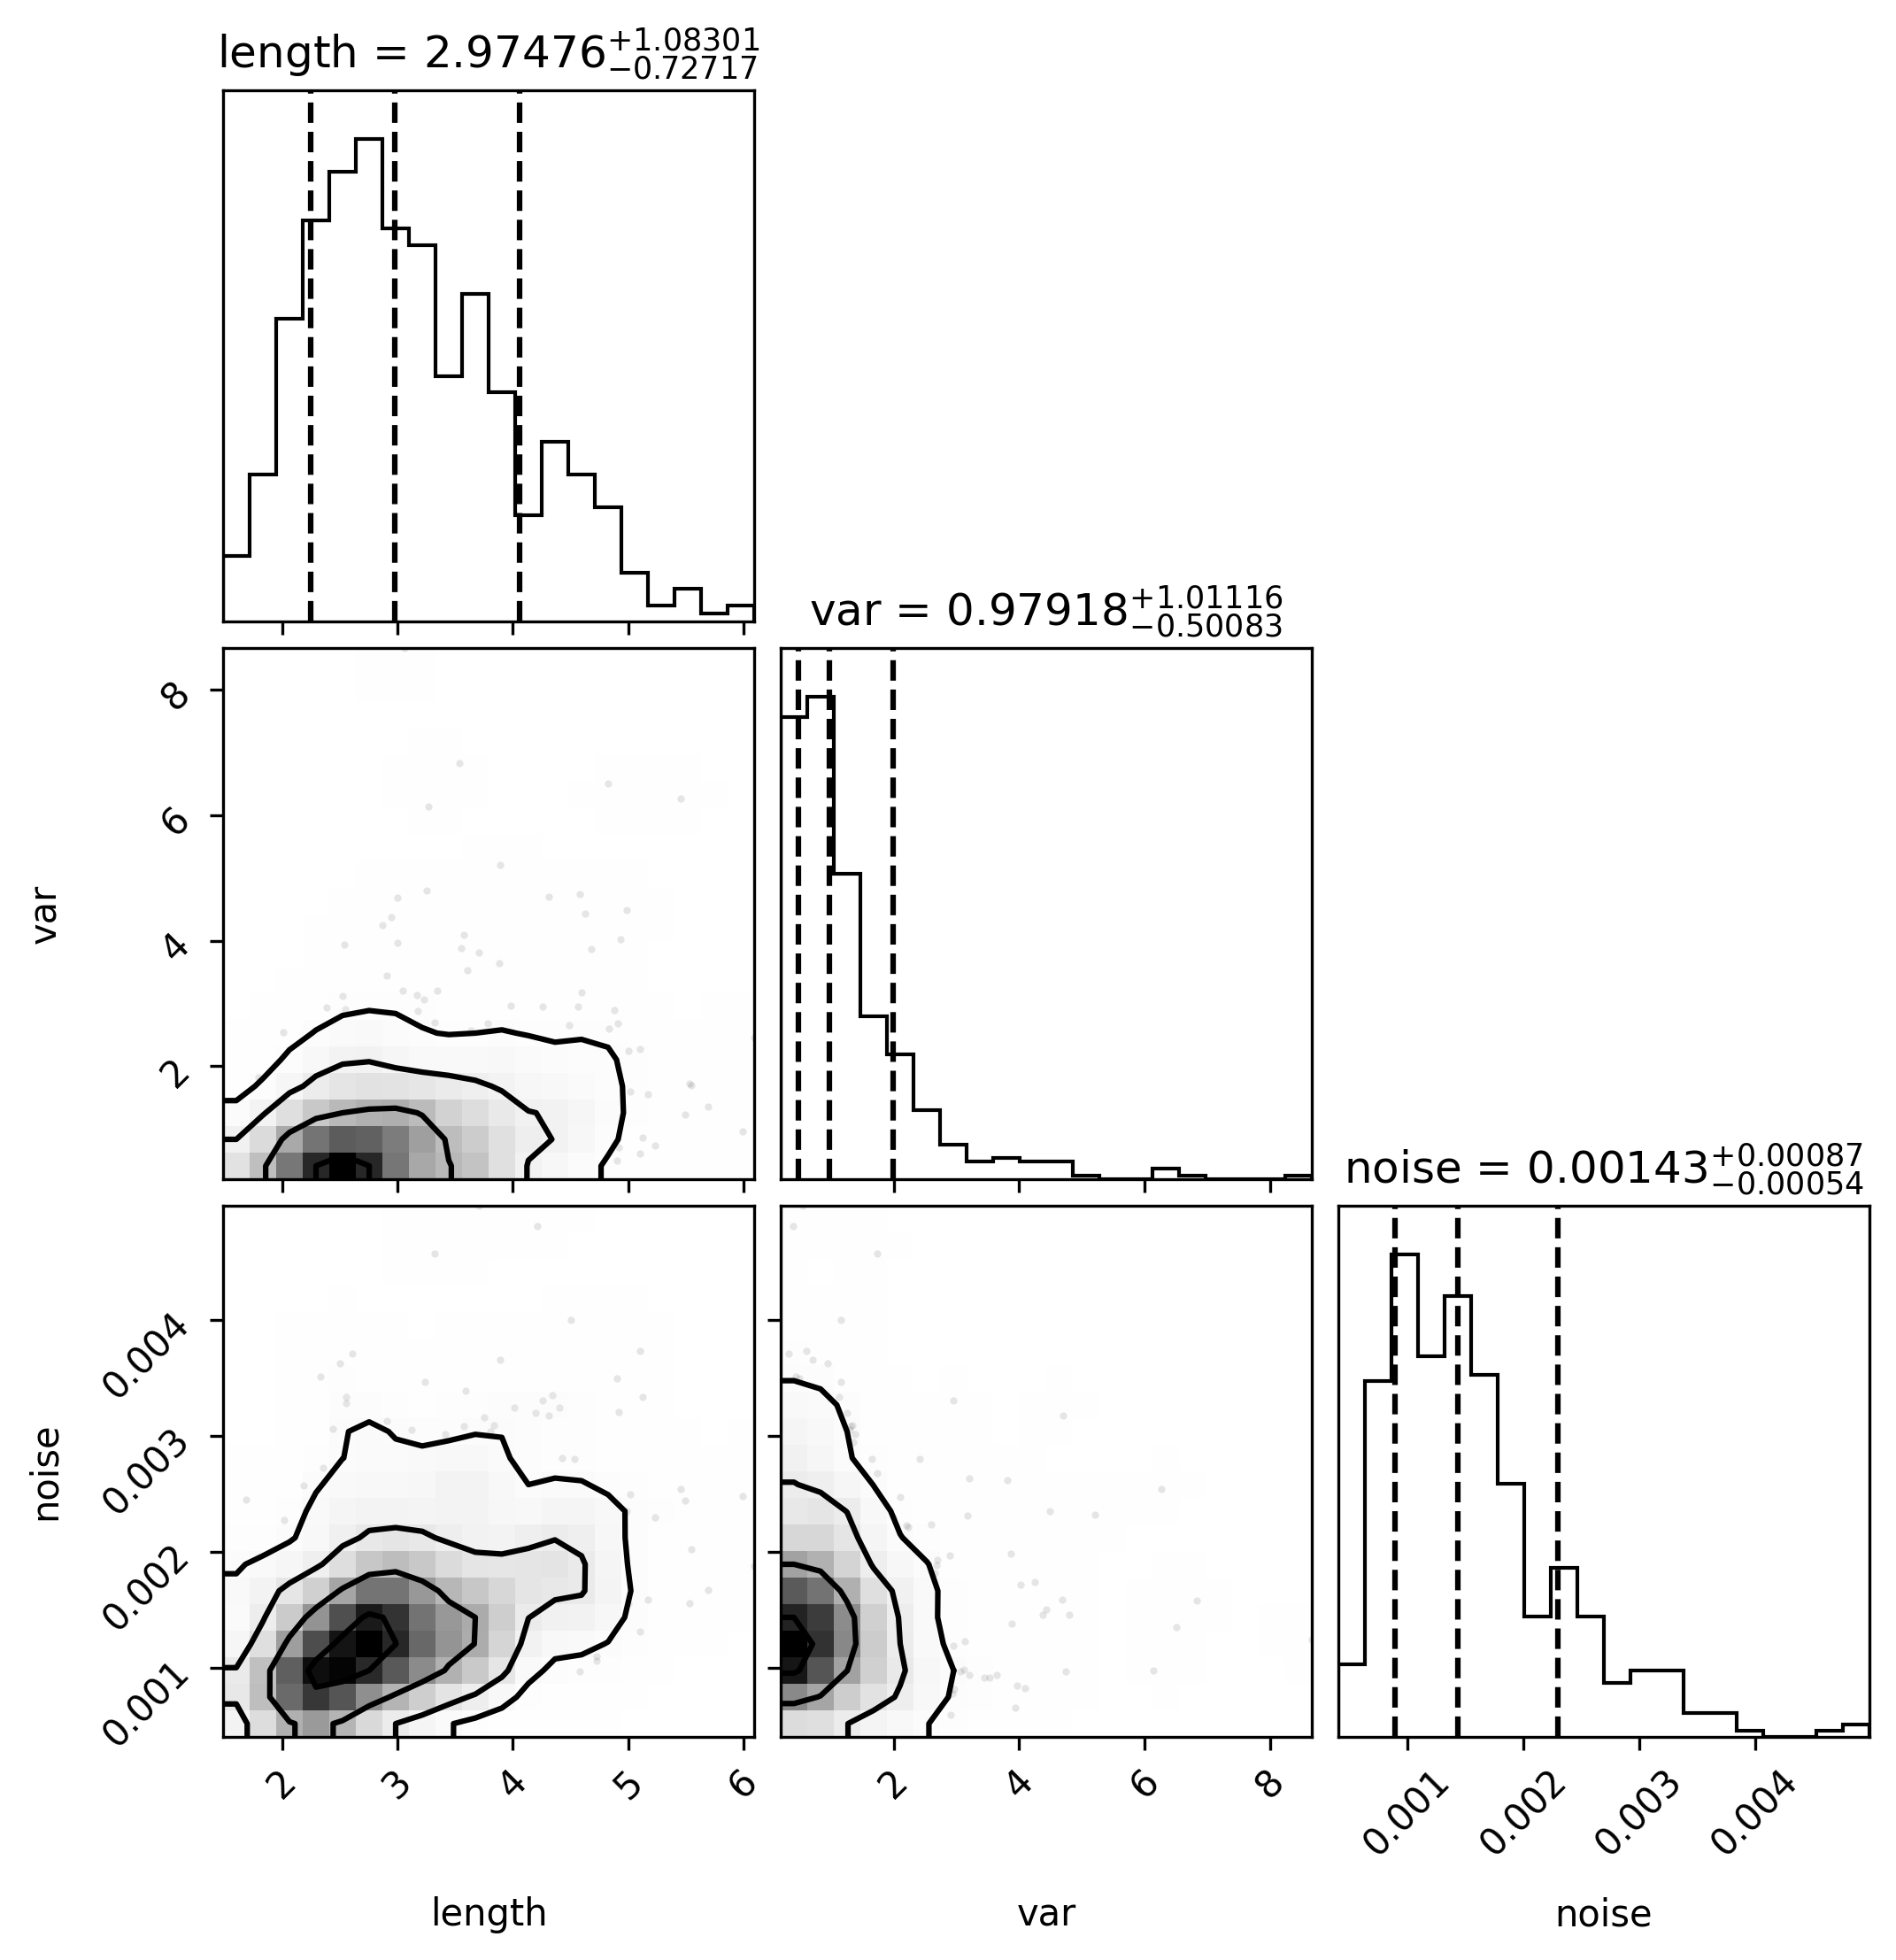 length = 2.97476 +1.08301 −0.72717
var = 0.97918 +1.01116 −0.50083
8
6
4
2
var
noise = 0.00143 +0.00087 −0.00054
0.004
0.003
0.002
0.001
noise
2 3 4 5 6
2 4 6 8
0.001 0.002 0.003 0.004
length
var
noise